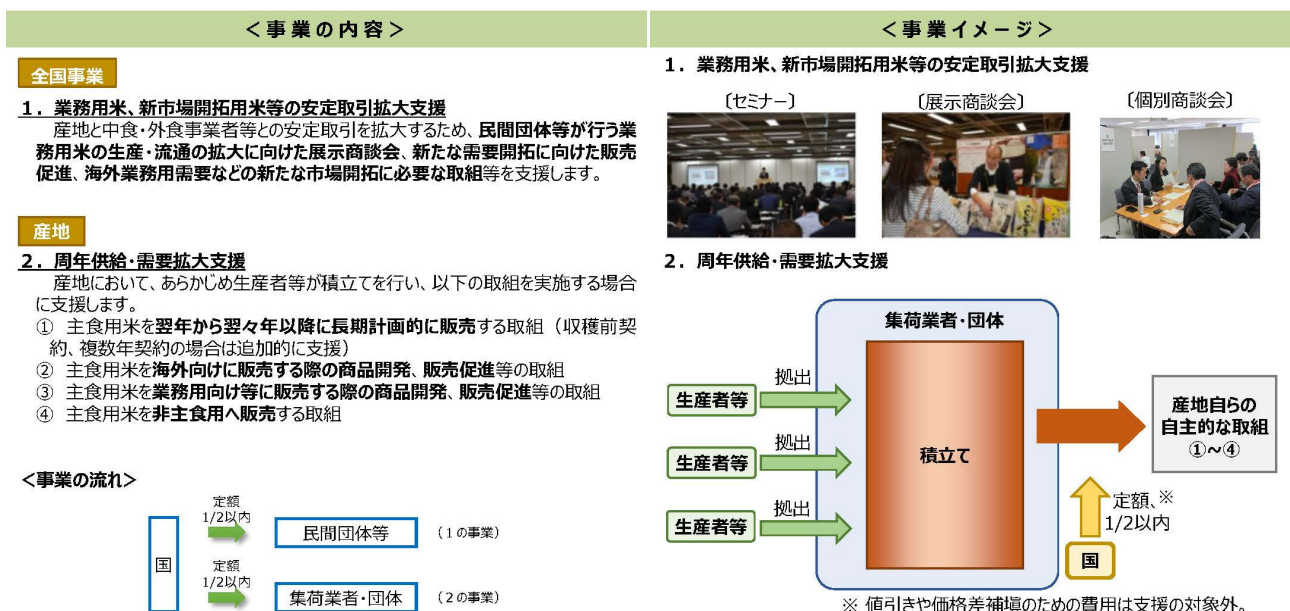 ＜事業の内容＞
全国事業
１．業務用米、新市場開拓用米等の安定取引拡大支援
産地と中食・外食事業者等との安定取引を拡大するため、民間団体等が行う業
務用米の生産・流通の拡大に向けた展示商談会、新たな需要開拓に向けた販売
促進、海外業務用需要などの新たな市場開拓に必要な取組等を支援します。
産地
２．周年供給・需要拡大支援
産地において、あらかじめ生産者等が積立てを行い、以下の取組を実施する場合
に支援します。
① 主食用米を翌年から翌々年以降に長期計画的に販売する取組（収穫前契
約、複数年契約の場合は追加的に支援）
② 主食用米を海外向けに販売する際の商品開発、販売促進等の取組
③ 主食用米を業務用向け等に販売する際の商品開発、販売促進等の取組
④ 主食用米を非主食用へ販売する取組
＜事業の流れ＞
国
定額
1/2以内
民間団体等
（１の事業）
定額
1/2以内
集荷業者・団体
（２の事業）
＜事業イメージ＞
１．業務用米、新市場開拓用米等の安定取引拡大支援
〔セミナー〕
〔展示商談会〕
〔個別商談会〕
２．周年供給・需要拡大支援
集荷業者・団体
生産者等
拠出
生産者等
拠出
生産者等
拠出
積立て
産地自らの
自主的な取組
①～④
定額、※
1/2以内
国
※ 値引きや価格差補塡のための費用は支援の対象外。